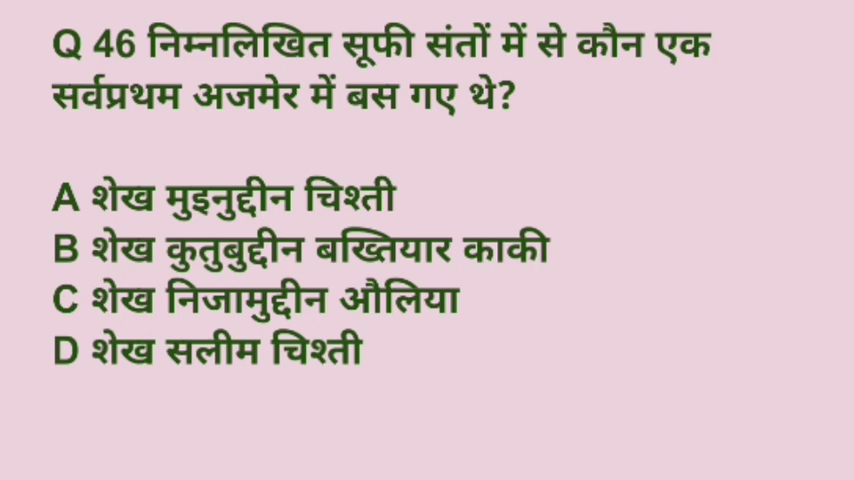 Q 46 निम्नलिखित सूफी संतों में से कौन एक
सर्वप्रथम अजमेर में बस गए थे?
A शेख मुइनुद्दीन चिश्ती
B शेख कुतुबुद्दीन बख्तियार काकी
C शेख निजामुद्दीन औलिया
D शेख सलीम चिश्ती